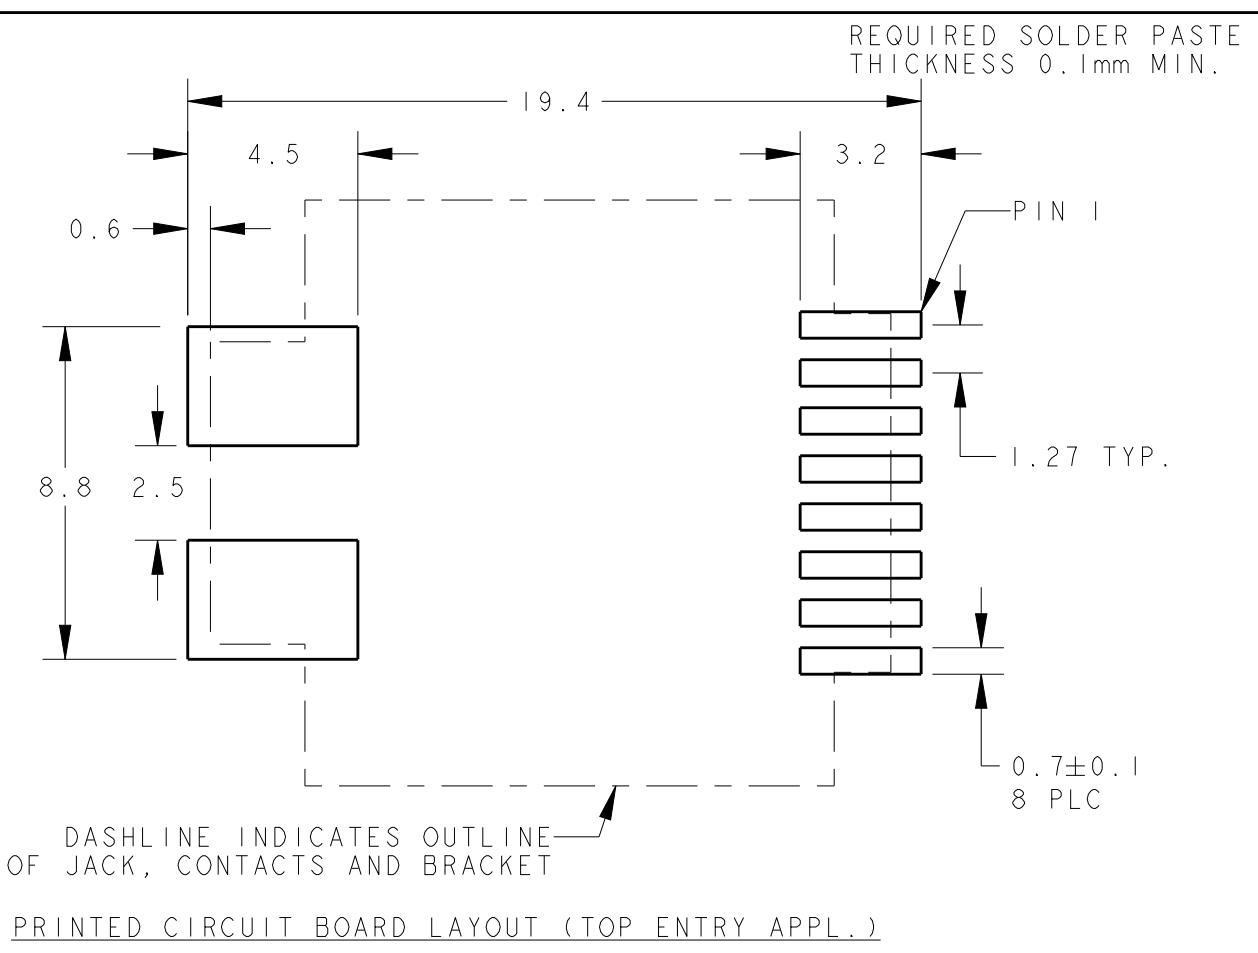 REQUIRED SOLDER PASTE
THICKNESS 0.1mm MIN.
19.4
4.5
3.2
0.6
PIN 1
1.27 TYP.
8.8
2.5
0.7±0.1
8 PLC
DASHLINE INDICATES OUTLINE
OF JACK, CONTACTS AND BRACKET
PRINTED CIRCUIT BOARD LAYOUT (TOP ENTRY APPL.)